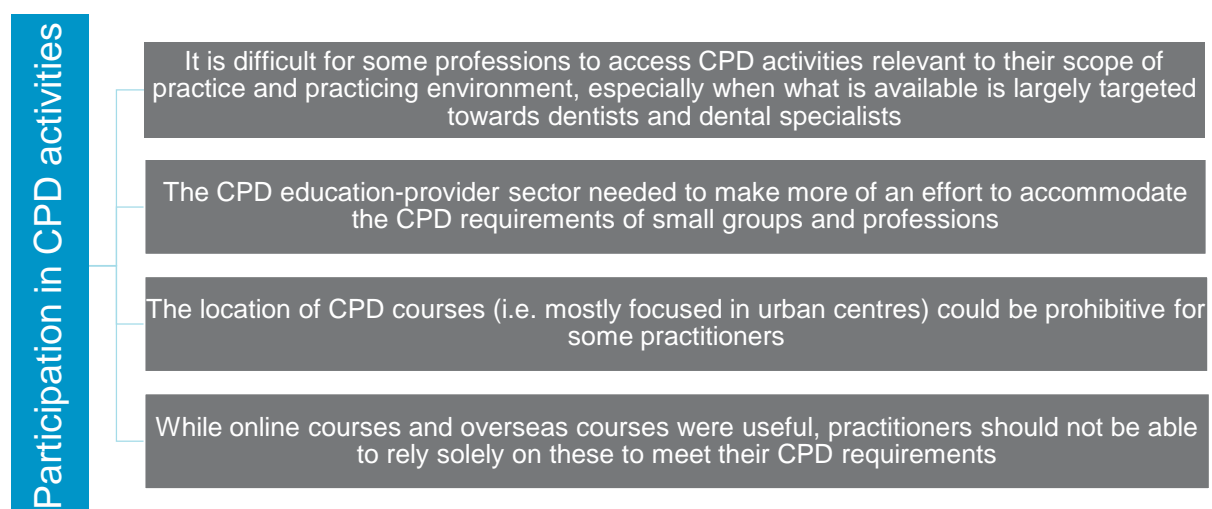 Participation in CPD activities
It is difficult for some professions to access CPD activities relevant to their scope of
practice and practicing environment, especially when what is available is largely targeted
towards dentists and dental specialists
The CPD education-provider sector needed to make more of an effort to accommodate
the CPD requirements of small groups and professions
The location of CPD courses (i.e. mostly focused in urban centres) could be prohibitive for
some practitioners
While online courses and overseas courses were useful, practitioners should not be able
to rely solely on these to meet their CPD requirements